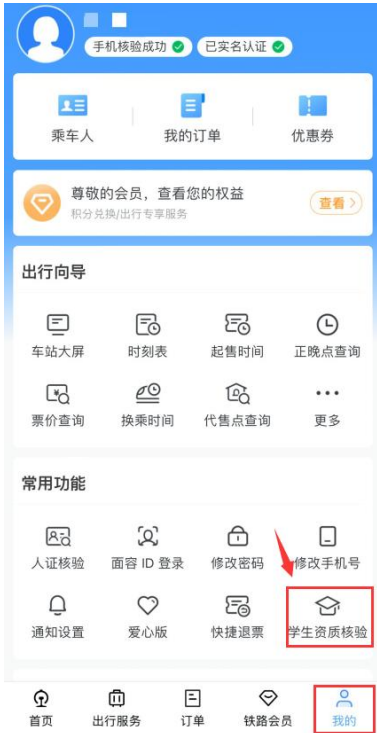 手机核验成功 已实名认证
乘车人 我的订单 优惠券
尊敬的会员，查看您的权益
积分兑换/出行专享服务
查看
出行向导
车站大屏 时刻表 起售时间 正晚点查询
票价查询 换乘时间 代售点查询 更多
常用功能
人证核验 面容 ID 登录 修改密码 修改手机号
通知设置 爱心版 快捷退票 学生资质核验
首页 出行服务 订单 铁路会员 我的